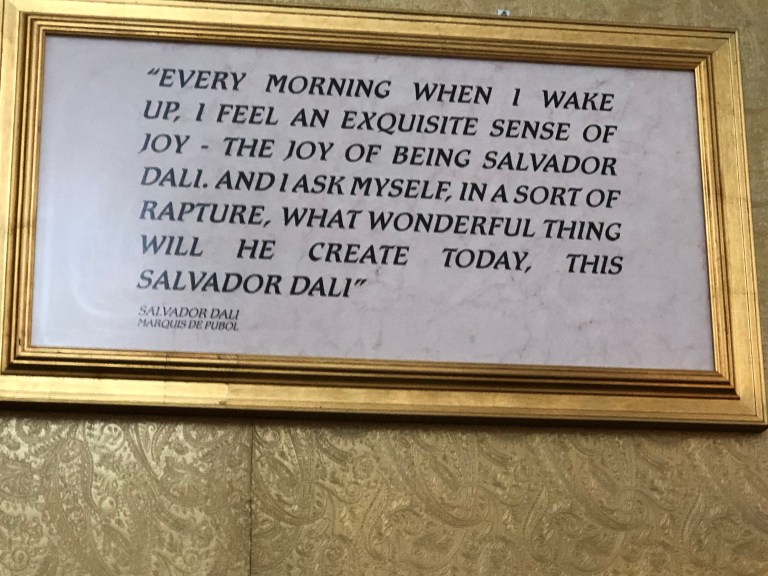 “EVERY MORNING WHEN I WAKE
UP, I FEEL AN EXQUISITE SENSE OF
JOY - THE JOY OF BEING SALVADOR
DALI. AND I ASK MYSELF, IN A SORT OF
RAPTURE, WHAT WONDERFUL THING
WILL HE CREATE TODAY, THIS
SALVADOR DALI”
SALVADOR DALI
MARQUIS DE PUBOL